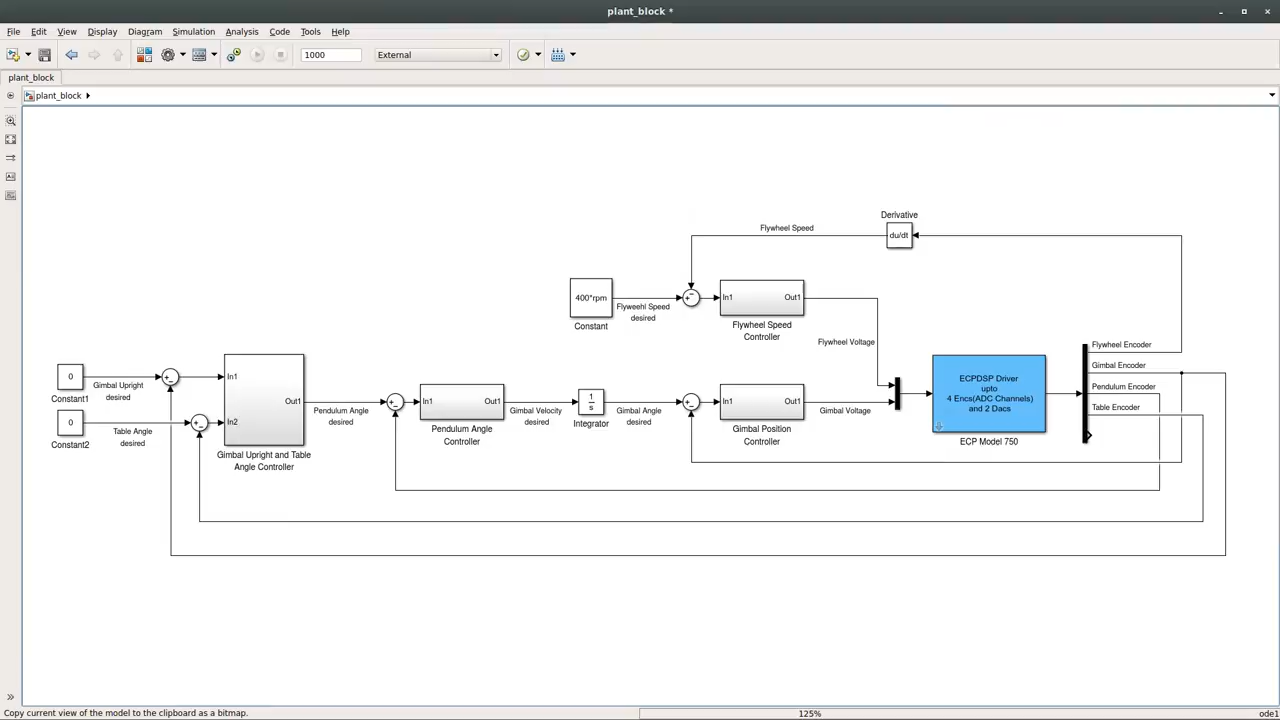 plant_block *
File Edit View Display Diagram Simulation Analysis Code Tools Help
1000 External
plant_block
plant_block
Derivative
du/dt
Flywheel Speed
400*rpm
Constant
Flyweehl Speed
desired
In1 Out1
Flywheel Speed
Controller
Flywheel Voltage
0
Constant1
Gimbal Upright
desired
0
Constant2
Table Angle
desired
In1
In2
Out1
Gimbal Upright and Table
Angle Controller
Pendulum Angle
desired
In1 Out1
Pendulum Angle
Controller
Gimbal Velocity
desired
1
s
Integrator
Gimbal Angle
desired
In1 Out1
Gimbal Position
Controller
Gimbal Voltage
ECPDSP Driver
upto
4 Encs(ADC Channels)
and 2 Dacs
ECP Model 750
Flywheel Encoder
Gimbal Encoder
Pendulum Encoder
Table Encoder
Copy current view of the model to the clipboard as a bitmap. 125% ode1